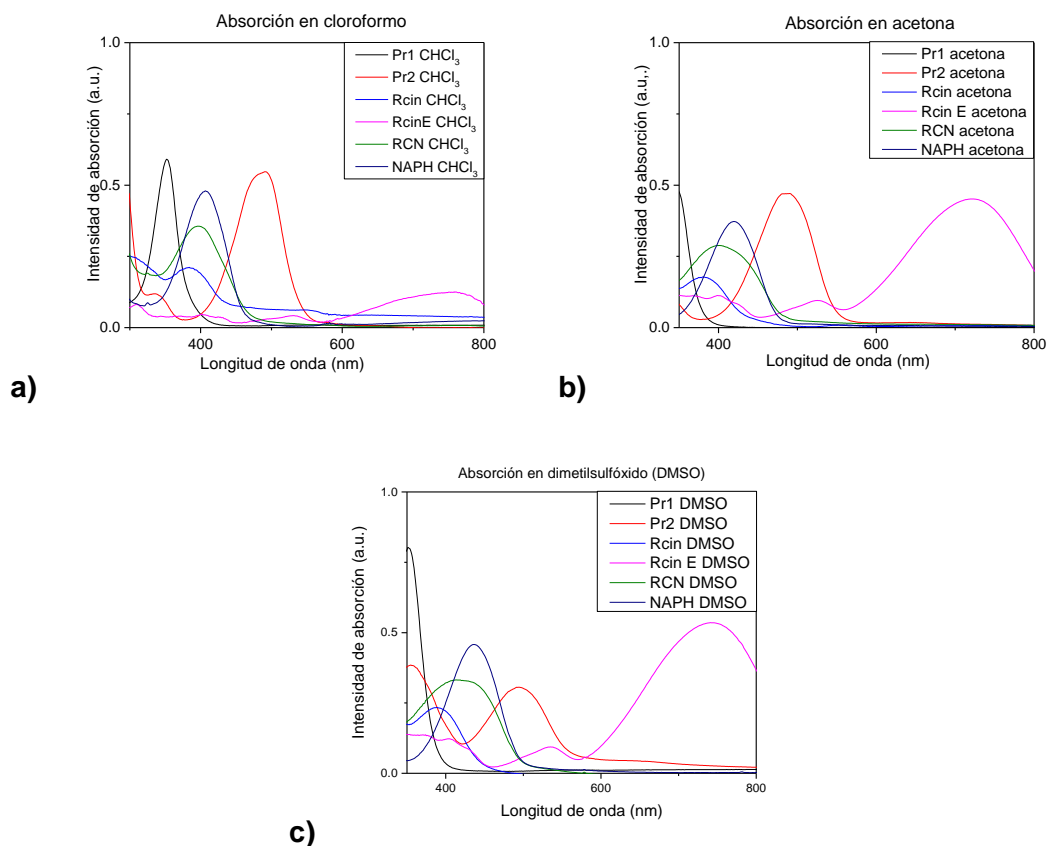 Absorción en cloroformo
Intensidad de absorción (a.u.)
1.0
0.5
0.0
Pr1 CHCl₃
Pr2 CHCl₃
Rcin CHCl₃
RcinE CHCl₃
RCN CHCl₃
NAPH CHCl₃
400
600
800
Longitud de onda (nm)
a)
Absorción en acetona
Intensidad de absorción (a.u,.)
1.0
0.5
0.0
Pr1 acetona
Pr2 acetona
Rcin acetona
Rcin E acetona
RCN acetona
NAPH acetona
400
600
800
Longitud de onda (nm)
b)
Absorción en dimetilsulfóxido (DMSO)
Intensidad de absorción (a.u.)
1.0
0.5
0.0
Pr1 DMSO
Pr2 DMSO
Rcin DMSO
Rcin E DMSO
RCN DMSO
NAPH DMSO
400
600
800
Longitud de onda (nm)
c)